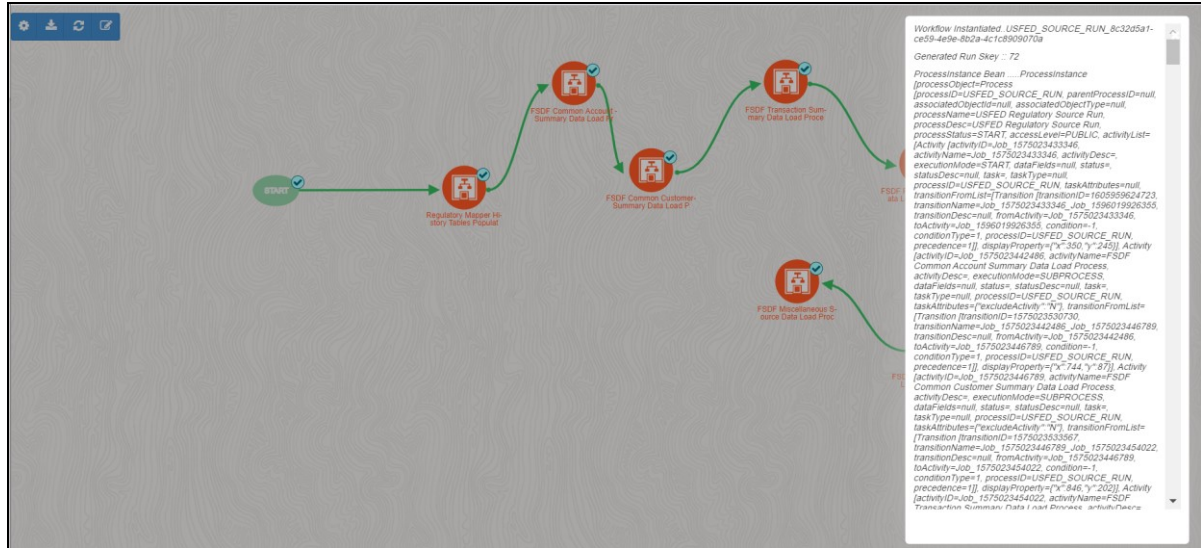 START
Regulatory Mapper Hi-
story Tables Populat
FSDF Common Account -
Summary Data Load Pr
FSDF Common Customer-
Summary Data Load P
FSDF Transaction Sum-
mary Data Load Proce
FSDF
ata L
FSDF Miscellaneous S-
ource Data Load Proc
FSD
L
Workflow Instantiated..USFED_SOURCE_RUN_8c32d5a1-
ce59-4e9e-8b2a-4c1c8909070a
Generated Run Skey :: 72
ProcessInstance Bean .....ProcessInstance
[processObject=Process
[processID=USFED_SOURCE_RUN, parentProcessID=null,
associatedObjectId=null, associatedObjectType=null,
processName=USFED Regulatory Source Run,
processDesc=USFED Regulatory Source Run,
processStatus=START, accessLevel=PUBLIC, activityList=
[Activity [activityID=Job_1575023433346,
activityName=Job_1575023433346, activityDesc=,
executionMode=START, dataFields=null, status=,
statusDesc=null, task=, taskType=null,
processID=USFED_SOURCE_RUN, taskAttributes=null,
transitionFromList=[Transition [transitionID=1605959624723,
transitionName=Job_1575023433346_Job_1596019926355,
transitionDesc=null, fromActivity=Job_1575023433346,
toActivity=Job_1596019926355, condition=-1,
conditionType=1, processID=USFED_SOURCE_RUN,
precedence=1]], displayProperty={"x":350,"y":245}], Activity
[activityID=Job_1575023442486, activityName=FSDF
Common Account Summary Data Load Process,
activityDesc=, executionMode=SUBPROCESS,
dataFields=null, status=, statusDesc=null, task=,
taskType=null, processID=USFED_SOURCE_RUN,
taskAttributes={"excludeActivity":"N"}, transitionFromList=
[Transition [transitionID=1575023530730,
transitionName=Job_1575023442486_Job_1575023446789,
transitionDesc=null, fromActivity=Job_1575023442486,
toActivity=Job_1575023446789, condition=-1,
conditionType=1, processID=USFED_SOURCE_RUN,
precedence=1]], displayProperty={"x":744,"y":87}], Activity
[activityID=Job_1575023446789, activityName=FSDF
Common Customer Summary Data Load Process,
activityDesc=, executionMode=SUBPROCESS,
dataFields=null, status=, statusDesc=null, task=,
taskType=null, processID=USFED_SOURCE_RUN,
taskAttributes={"excludeActivity":"N"}, transitionFromList=
[Transition [transitionID=1575023533567,
transitionName=Job_1575023446789_Job_1575023454022,
transitionDesc=null, fromActivity=Job_1575023446789,
toActivity=Job_1575023454022, condition=-1,
conditionType=1, processID=USFED_SOURCE_RUN,
precedence=1]], displayProperty={"x":846,"y":202}], Activity
[activityID=Job_1575023454022, activityName=FSDF
Transaction Summary Data Load Process, activityDesc=